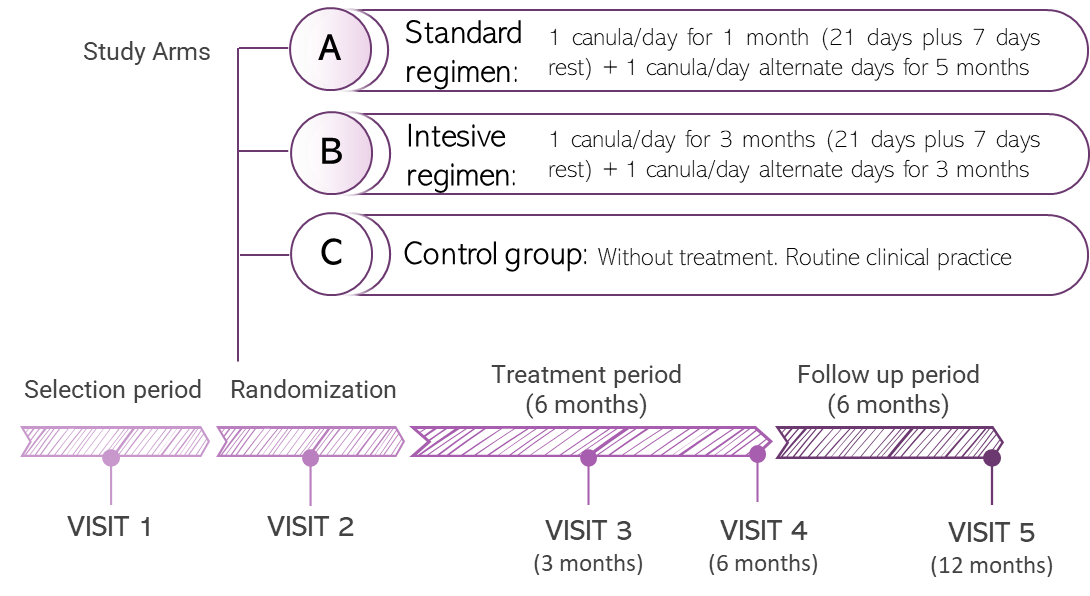 Study Arms
A
Standard
regimen:
1 canula/day for 1 month (21 days plus 7 days
rest) + 1 canula/day alternate days for 5 months
B
Intesive
regimen:
1 canula/day for 3 months (21 days plus 7 days
rest) + 1 canula/day alternate days for 3 months
C
Control group: Without treatment. Routine clinical practice
Selection period
Randomization
Treatment period
(6 months)
Follow up period
(6 months)
VISIT 1
VISIT 2
VISIT 3
(3 months)
VISIT 4
(6 months)
VISIT 5
(12 months)